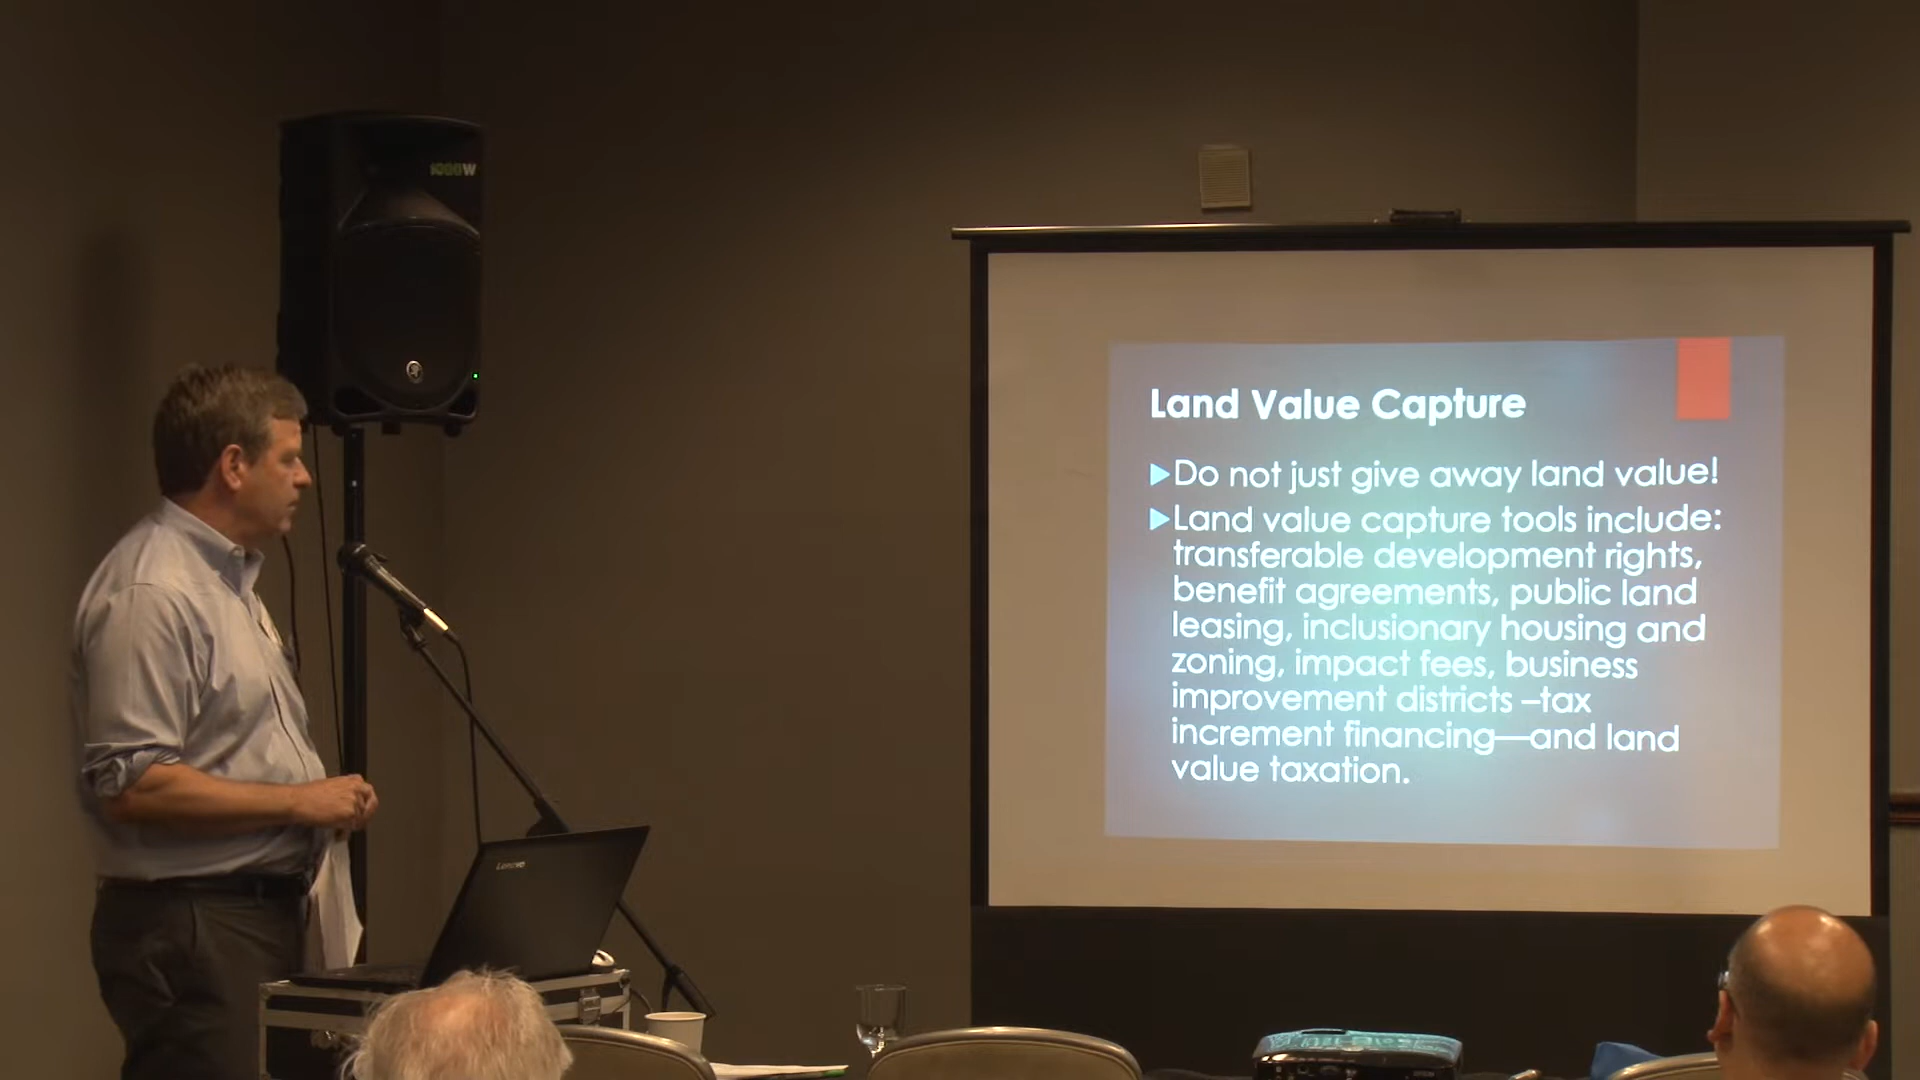 1000W
Land Value Capture
Do not just give away land value!
Land value capture tools include:
transferable development rights,
benefit agreements, public land
leasing, inclusionary housing and
zoning, impact fees, business
improvement districts –tax
increment financing—and land
value taxation.
Lenovo